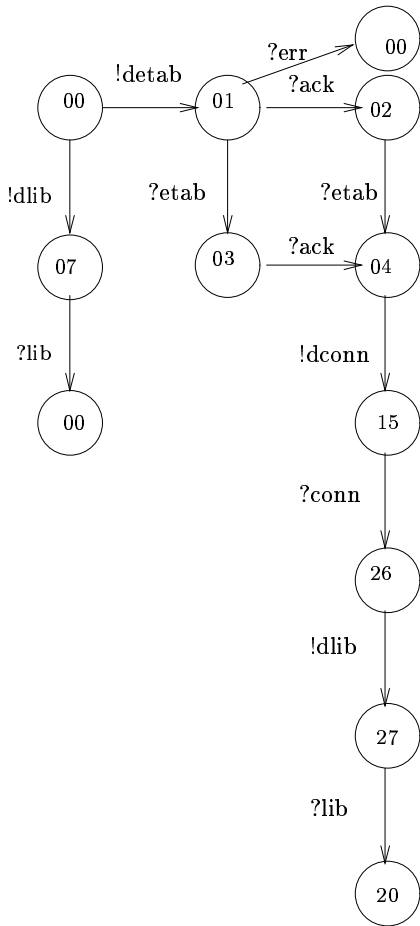 ?err
00
!detab
?ack
00
01
02
!dlib
?etab
?etab
07
03
?ack
04
?lib
!dconn
00
15
?conn
26
!dlib
27
?lib
20